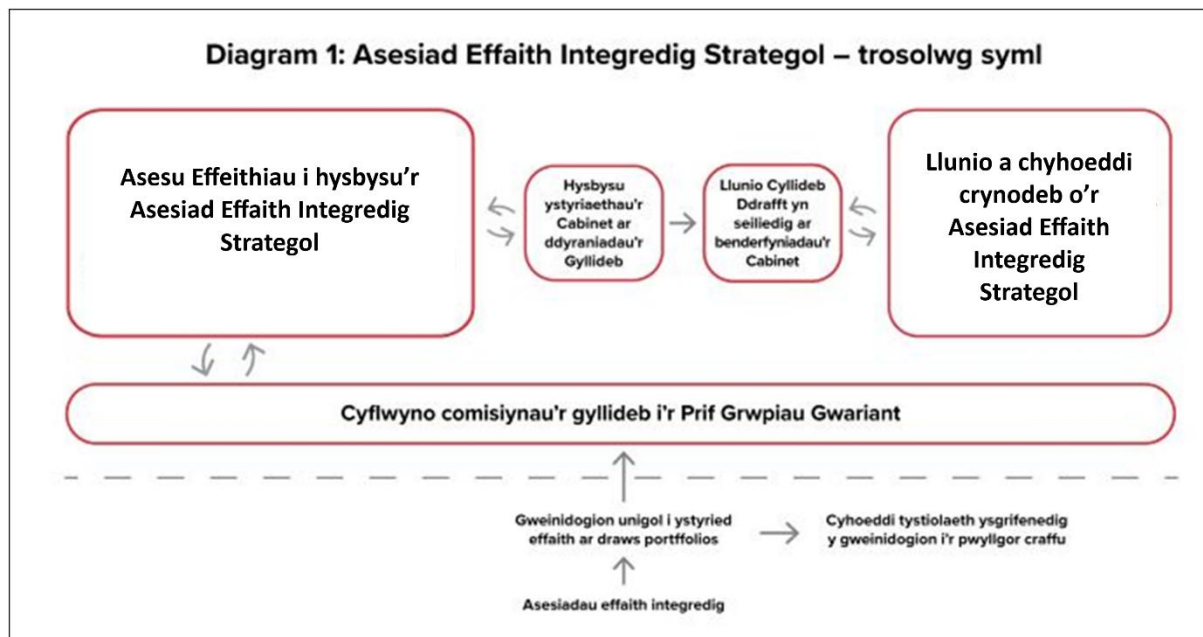 Diagram 1: Asesiad Effaith Integredig Strategol – trosolwg syml
Asesu Effeithiau i hysbysu’r
Asesiad Effaith Integredig
Strategol
Hysbysu
ystyriaethau'r
Cabinet ar
ddyraniadau'r
Gyllideb
Llunio Cyllideb
Ddrafft yn
seiliedig ar
benderfyniadau'r
Cabinet
Llunio a chyhoeddi
crynodeb o’r
Asesiad Effaith
Integredig
Strategol
Cyflwyno comisiynau'r gyllideb i'r Prif Grwpiau Gwariant
Gweinidogion unigol i ystyried
effaith ar draws portffolios
Cyhoeddi tystiolaeth ysgrifenedig
y gweinidogion i'r pwyllgor craffu
Asesiadau effaith integredig